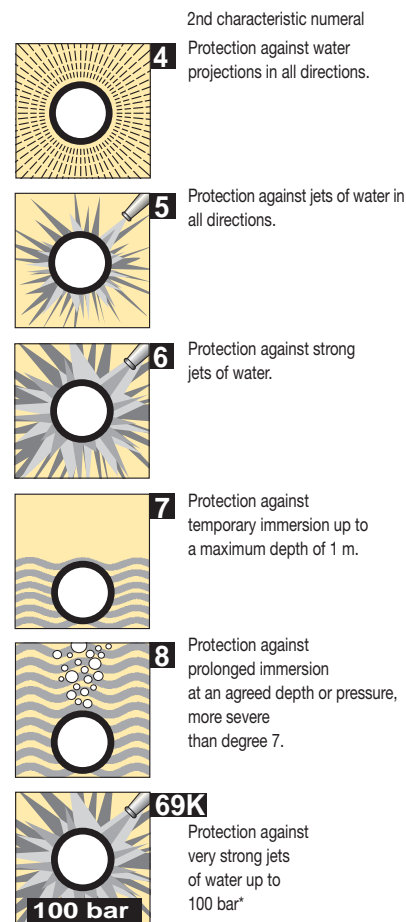 2nd characteristic numeral
4
Protection against water
projections in all directions.
5
Protection against jets of water in
all directions.
6
Protection against strong
jets of water.
7
Protection against
temporary immersion up to
a maximum depth of 1 m.
8
Protection against
prolonged immersion
at an agreed depth or pressure,
more severe
than degree 7.
69K
Protection against
very strong jets
of water up to
100 bar*
100 bar